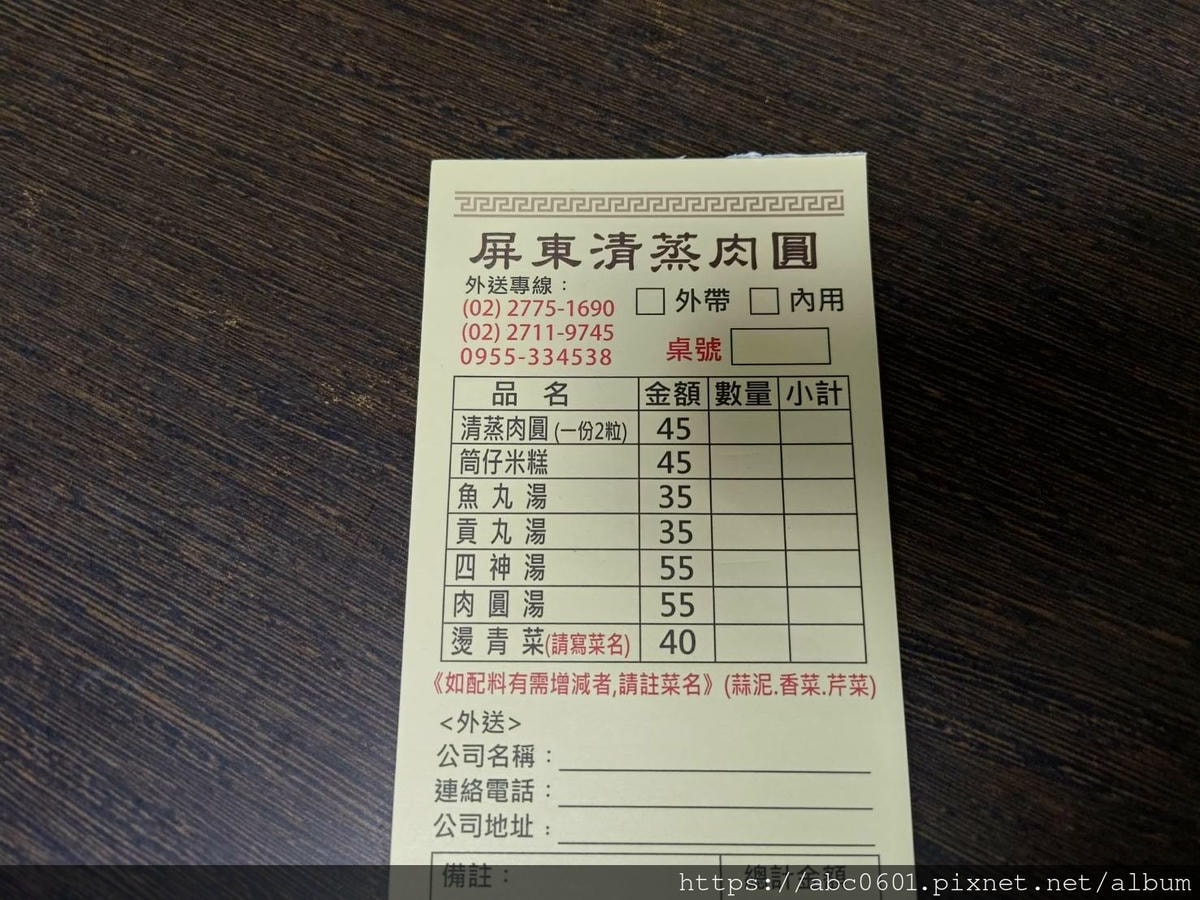 屏東清蒸肉圓
外送專線：
(02) 2775-1690
(02) 2711-9745
0955-334538
外帶 內用
桌號
品 名 金額 數量 小計
清蒸肉圓 (一份2粒) 45
筒仔米糕 45
魚丸湯 35
貢丸湯 35
四神湯 55
肉圓湯 55
燙青菜(請寫菜名) 40
《如配料有需增減者,請註菜名》(蒜泥.香菜.芹菜)
<外送>
公司名稱：
連絡電話：
公司地址：
備註： 總計金額
https://abc0601.pixnet.net/album